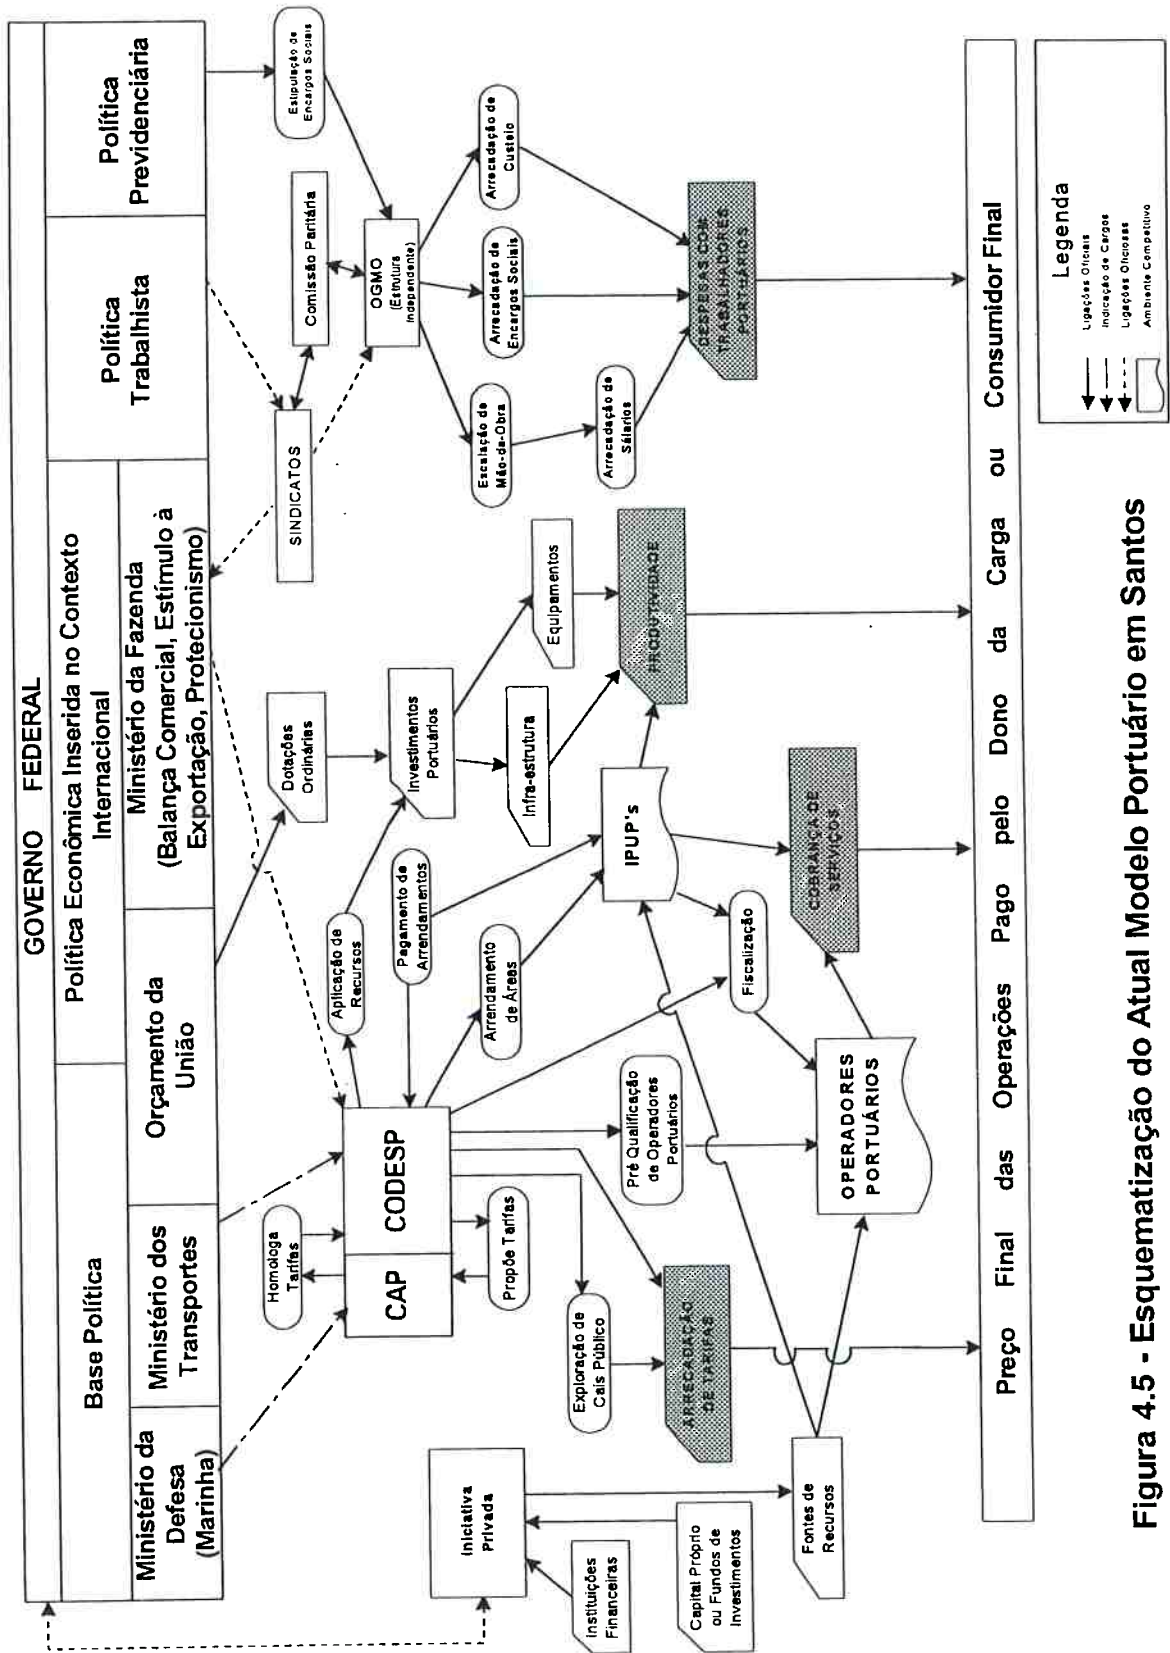 GOVERNO FEDERAL
Base Política
Política Econômica Inserida no Contexto
Internacional
Política
Trabalhista
Política
Previdenciária
Ministério da
Defesa
(Marinha)
Ministério dos
Transportes
Orçamento da
União
Ministério da Fazenda
(Balança Comercial, Estímulo à
Exportação, Protecionismo)
Homologa
Tarifas
CAP
CODESP
Propõe Tarifas
Aplicação de
Recursos
Dotações
Ordinárias
Investimentos
Portuários
Pagamento de
Arrendamentos
Arrendamento
de Áreas
Infra-estrutura
Equipamentos
SINDICATOS
Comissão Paritária
Estipulação de
Encargos Sociais
OGMO
(Estrutura
Independente)
Escalação de
Mão-da-Obra
Arrecadação de
Encargos Sociais
Arrecadação de
Custeio
Arrecadação de
Sálarios
Iniciativa
Privada
Instituições
Financeiras
Capital Próprio
ou Fundos de
Investimentos
Fontes de
Recursos
Exploração de
Cais Público
ARRECADAÇÃO
DE TARIFAS
Pré Qualificação
de Operadores
Portuários
OPERADORES
PORTUÁRIOS
Fiscalização
IPUP's
COBRANÇA DE
SERVIÇOS
PRODUTIVIDADE
DESPESAS COM
TRABALHADORES
PORTUÁRIOS
Preço Final das Operações Pago pelo Dono da Carga ou Consumidor Final
Legenda
Ligações Oficiais
Indicação de Cargos
Ligações Oficiosas
Ambiente Competitivo
Figura 4.5 - Esquematização do Atual Modelo Portuário em Santos